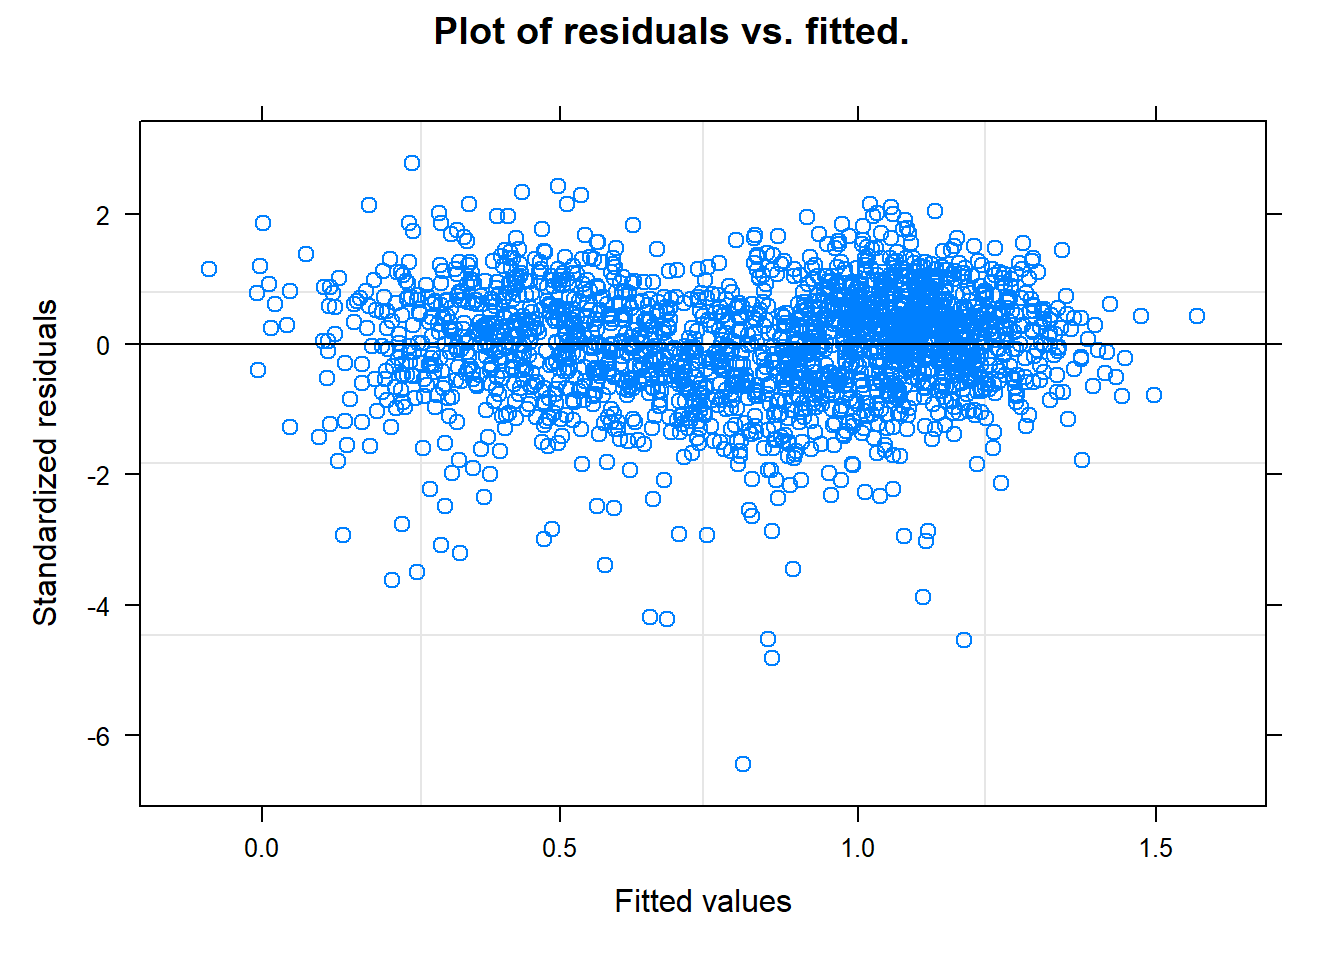 Plot of residuals vs. fitted.
2
0
-2
-4
-6
Standardized residuals
0.0 0.5 1.0 1.5
Fitted values